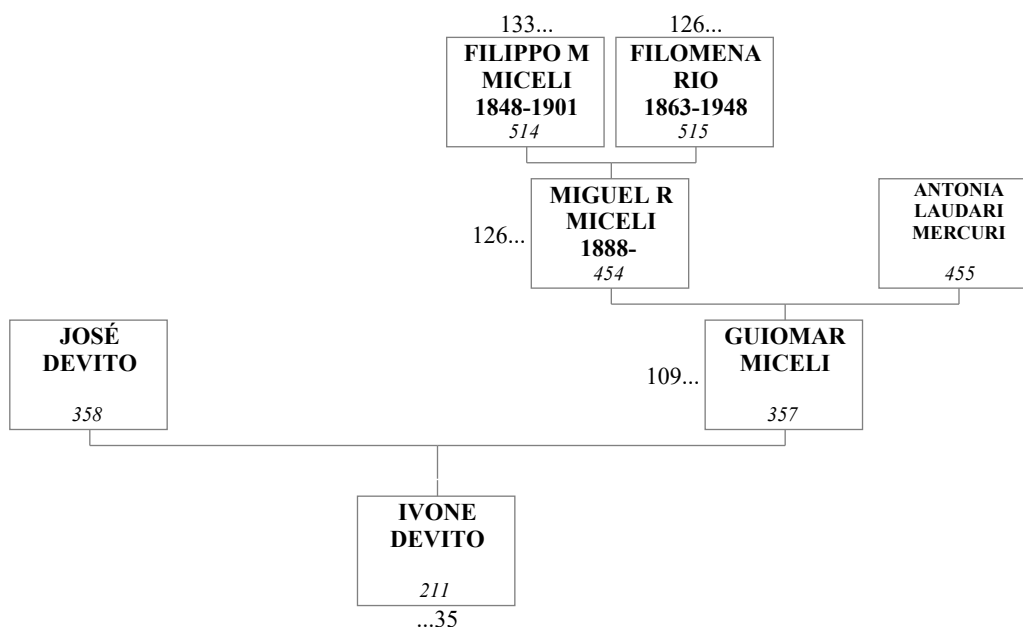 133...
FILIPPO M
MICELI
1848-1901
514
126...
FILOMENA
RIO
1863-1948
515
126...
MIGUEL R
MICELI
1888-
454
ANTONIA
LAUDARI
MERCURI
455
JOSÉ
DEVITO
358
109...
GUIOMAR
MICELI
357
IVONE
DEVITO
211
...35